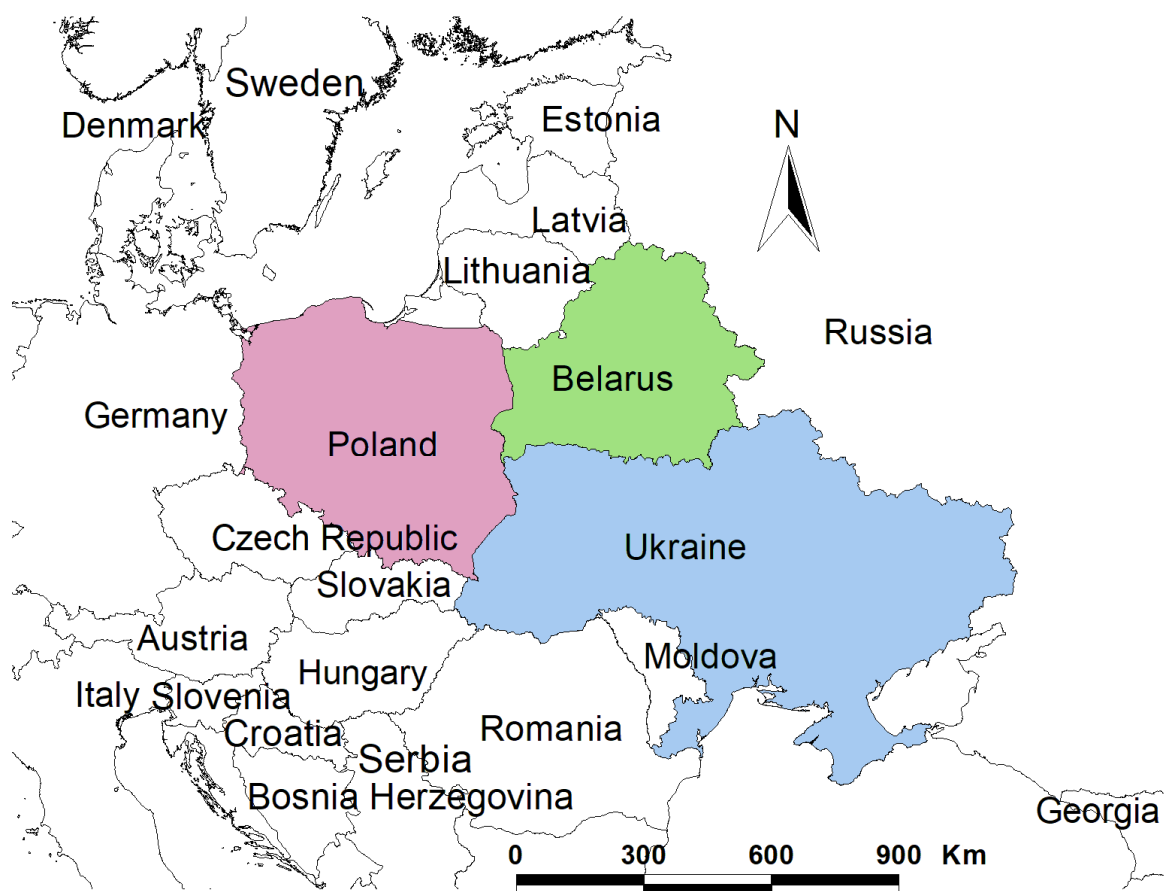 Sweden
Denmark
Estonia
N
Latvia
Lithuania
Russia
Belarus
Germany
Poland
Czech Republic
Ukraine
Slovakia
Austria
Moldova
Hungary
Italy
Slovenia
Romania
Croatia
Serbia
Bosnia Herzegovina
Georgia
0 300 600 900 Km